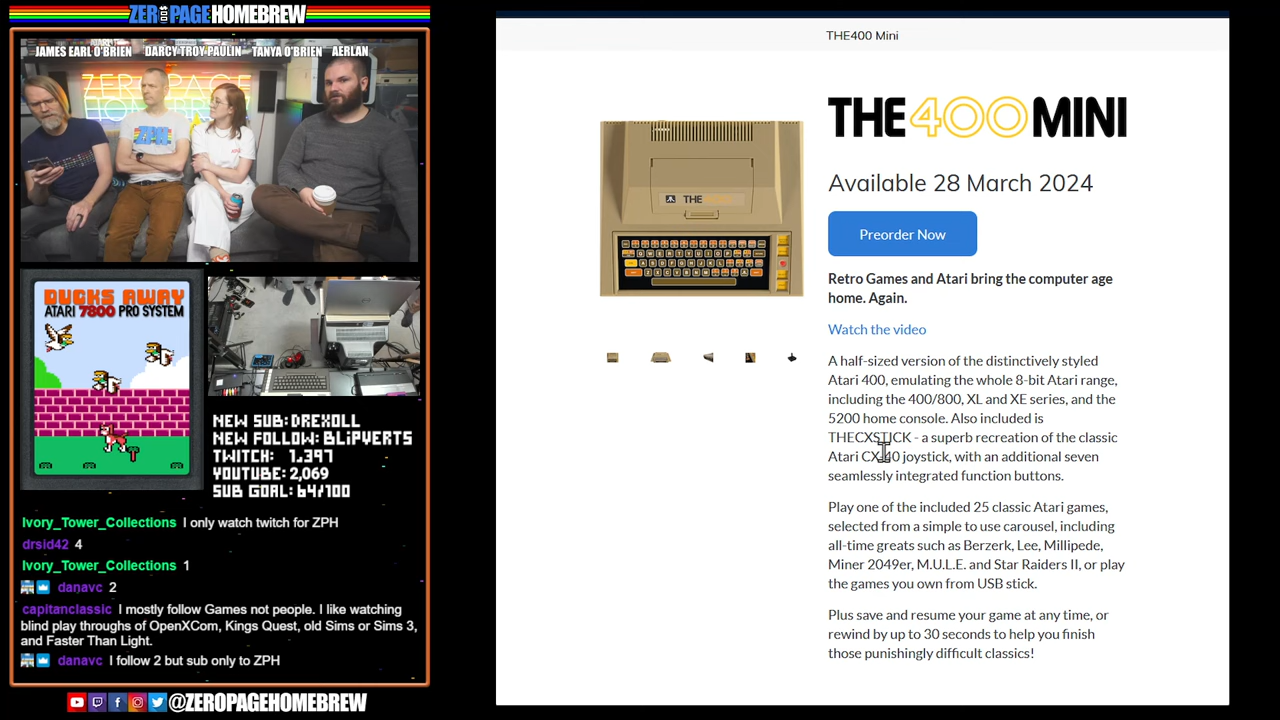 ZEROPAGEHOMEBREW
JAMES EARL O'BRIEN
DARCY TROY PAULIN
TANYA O'BRIEN
AERLAN
ZEROPAGE
HOMEBREW
ZPH
DUCKS AWAY
ATARI 7800 PRO SYSTEM
NEW SUB:DREXOLL
NEW FOLLOW:BLIPVERTS
TWITCH: 1,397
YOUTUBE: 2,069
SUB GOAL: 64/100
Ivory_Tower_Collections I only watch twitch for ZPH
drsid42 4
Ivory_Tower_Collections 1
danavc 2
capitanclassic I mostly follow Games not people. I like watching
blind play throughs of OpenXCom, Kings Quest, old Sims or Sims 3,
and Faster Than Light.
danavc I follow 2 but sub only to ZPH
@ZEROPAGEHOMEBREW
THE400 Mini
THE400MINI
THE
Available 28 March 2024
Preorder Now
Retro Games and Atari bring the computer age
home. Again.
Watch the video
A half-sized version of the distinctively styled
Atari 400, emulating the whole 8-bit Atari range,
including the 400/800, XL and XE series, and the
5200 home console. Also included is
THECXSTICK - a superb recreation of the classic
Atari joystick, with an additional seven
seamlessly integrated function buttons.
Play one of the included 25 classic Atari games,
selected from a simple to use carousel, including
all-time greats such as Berzerk, Lee, Millipede,
Miner 2049er, M.U.L.E. and Star Raiders II, or play
the games you own from USB stick.
Plus save and resume your game at any time, or
rewind by up to 30 seconds to help you finish
those punishingly difficult classics!